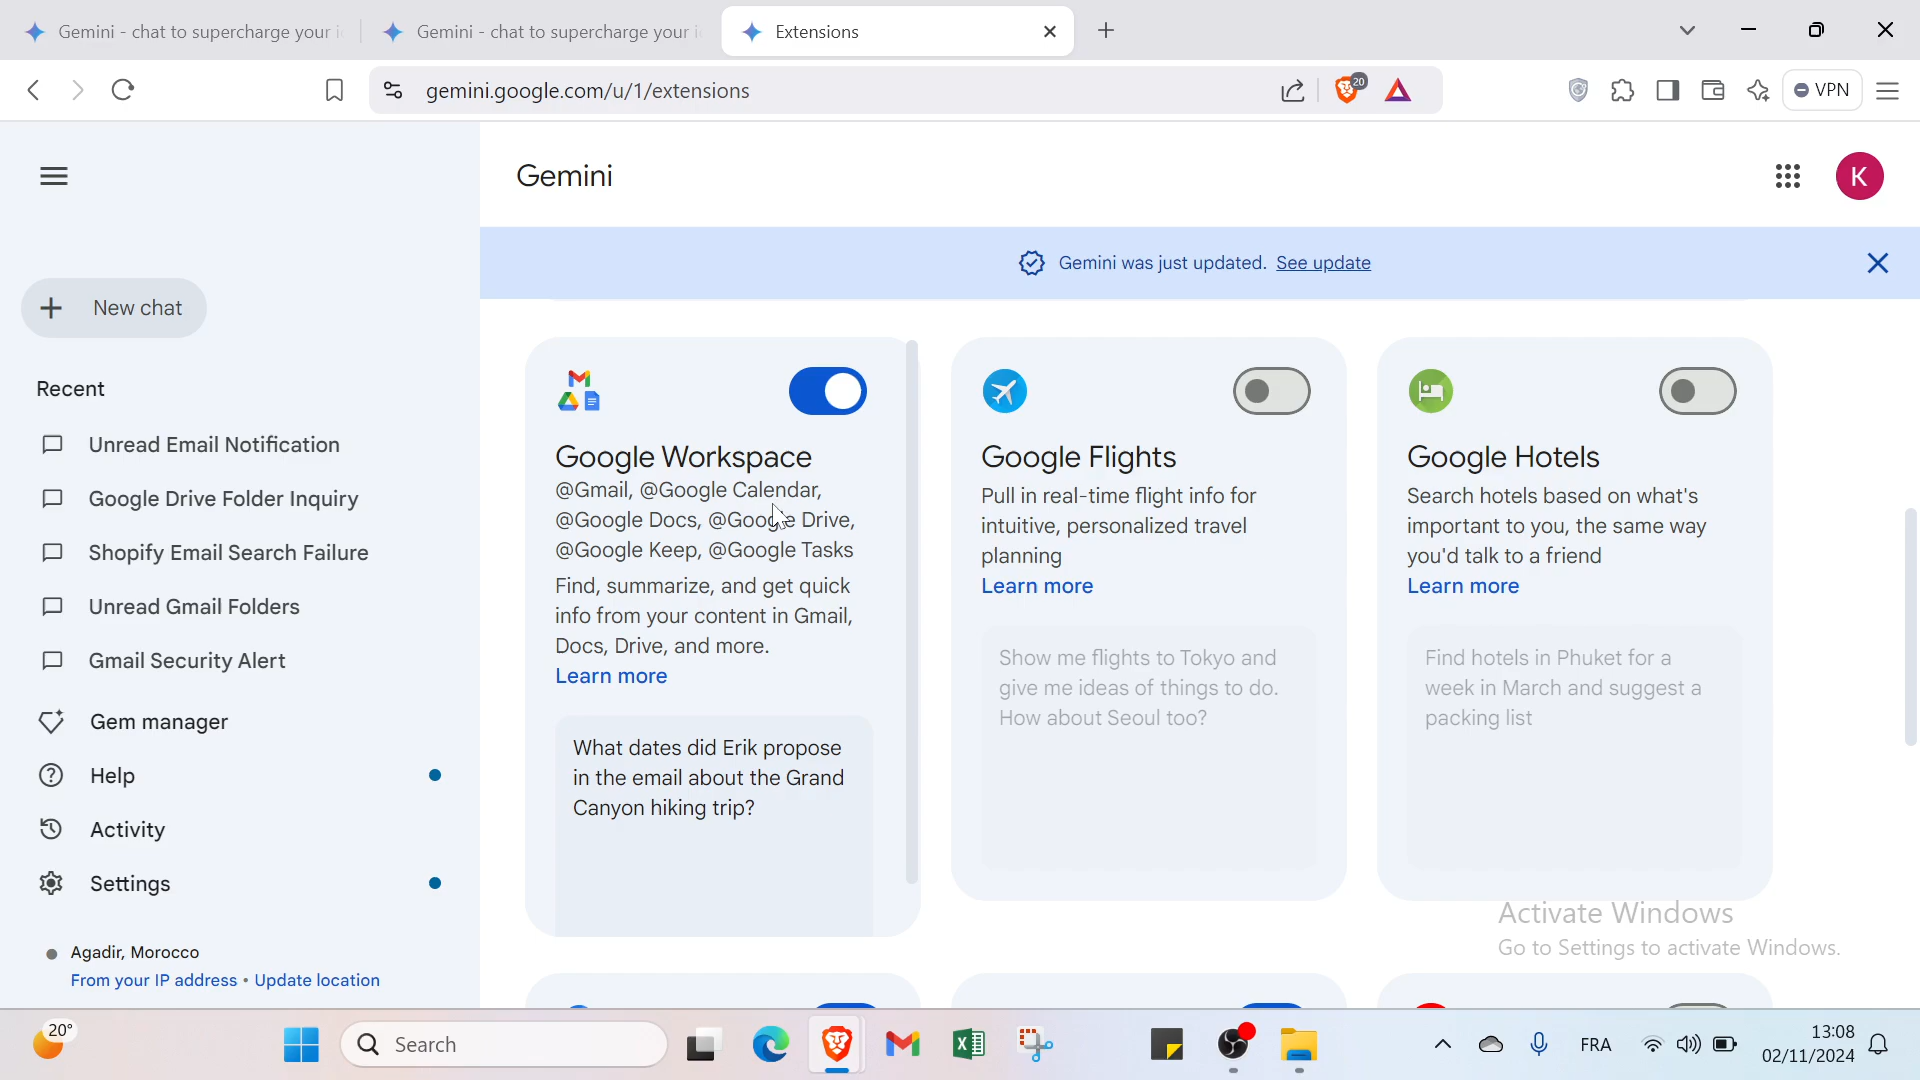 Gemini - chat to supercharge your i
Gemini - chat to supercharge your i
Extensions
gemini.google.com/u/1/extensions
20
VPN
Gemini
K
Gemini was just updated. See update
New chat
Recent
Unread Email Notification
Google Drive Folder Inquiry
Shopify Email Search Failure
Unread Gmail Folders
Gmail Security Alert
Gem manager
Help
Activity
Settings
Agadir, Morocco
From your IP address • Update location
Google Workspace
@Gmail, @Google Calendar,
@Google Docs, @Google Drive,
@Google Keep, @Google Tasks
Find, summarize, and get quick
info from your content in Gmail,
Docs, Drive, and more.
Learn more
What dates did Erik propose
in the email about the Grand
Canyon hiking trip?
Google Flights
Pull in real-time flight info for
intuitive, personalized travel
planning
Learn more
Show me flights to Tokyo and
give me ideas of things to do.
How about Seoul too?
Google Hotels
Search hotels based on what's
important to you, the same way
you'd talk to a friend
Learn more
Find hotels in Phuket for a
week in March and suggest a
packing list
Activate Windows
Go to Settings to activate Windows.
20°
Search
FRA
13:08
02/11/2024